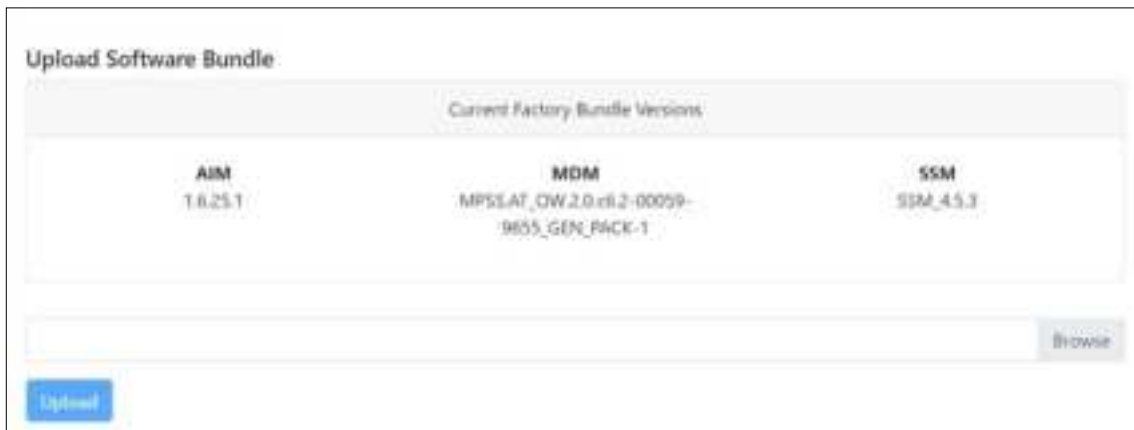 Upload Software Bundle
Current Factory Bundle Versions
AIM MDM SSM
1.6.25.1 MPSS.AT_OW.2.0.c6.2-00059- SSM_4.5.3
9655_GEN_PACK-1
Browse
Upload